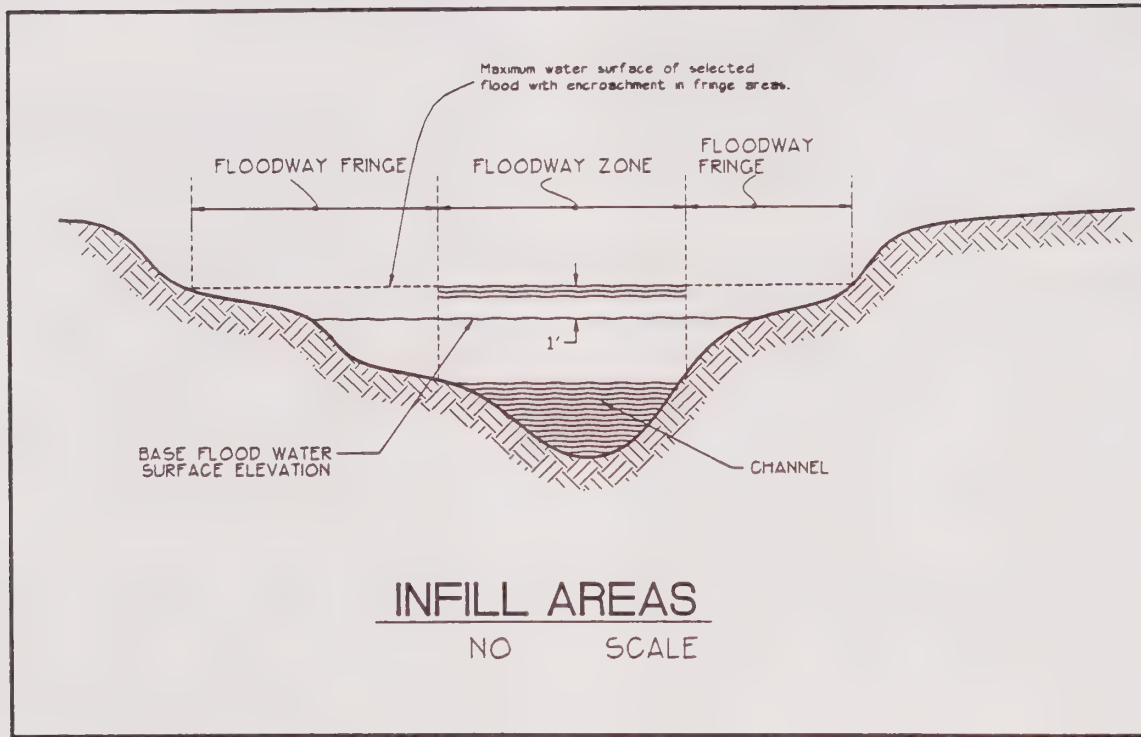 Maximum water surface of selected
flood with encroachment in fringe areas.
FLOODWAY FRINGE
FLOODWAY ZONE
FLOODWAY
FRINGE
1'
BASE FLOOD WATER
SURFACE ELEVATION
CHANNEL
INFILL AREAS
NO SCALE